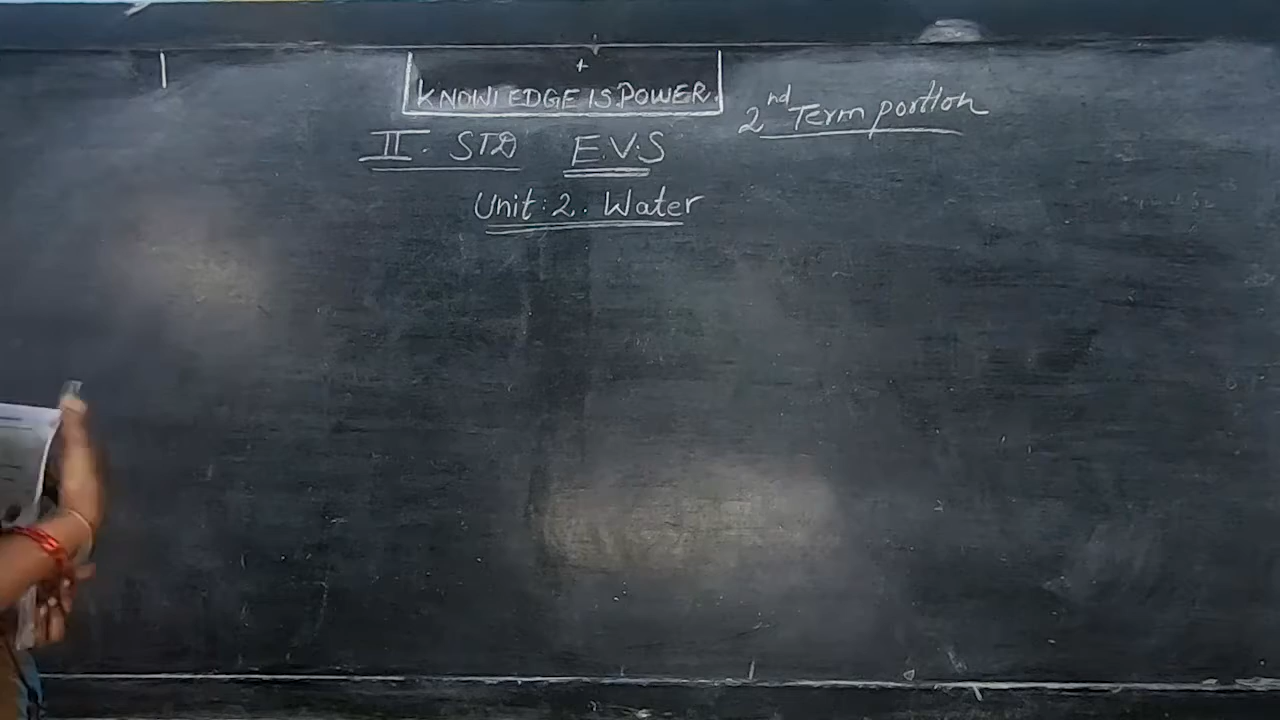 KNOWLEDGE IS POWER.
2nd Term portion
II. STD E.V.S
Unit: 2. Water